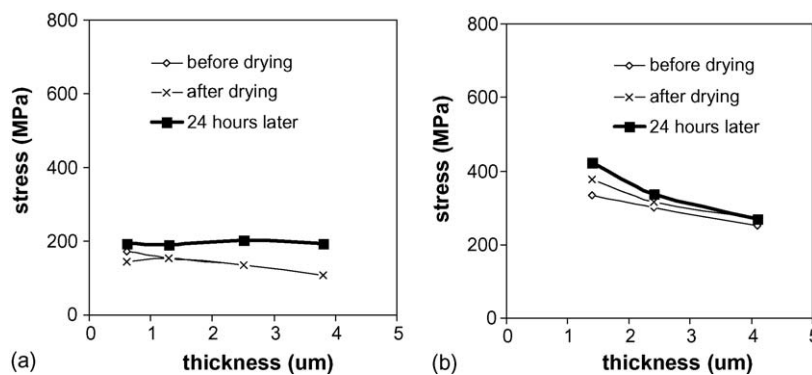 800
600
400
200
0
stress (MPa)
before drying
after drying
24 hours later
0 1 2 3 4 5
thickness (um)
(a)
800
600
400
200
0
stress (MPa)
before drying
after drying
24 hours later
0 1 2 3 4 5
thickness (um)
(b)